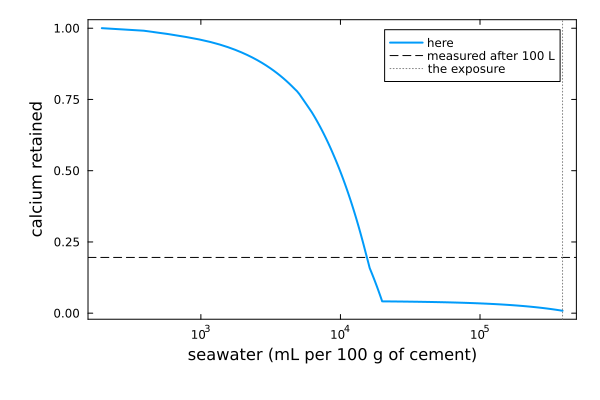 1.00
0.75
0.50
0.25
0.00
calcium retained
here
measured after 100 L
the exposure
10³ 10⁴ 10⁵
seawater (mL per 100 g of cement)